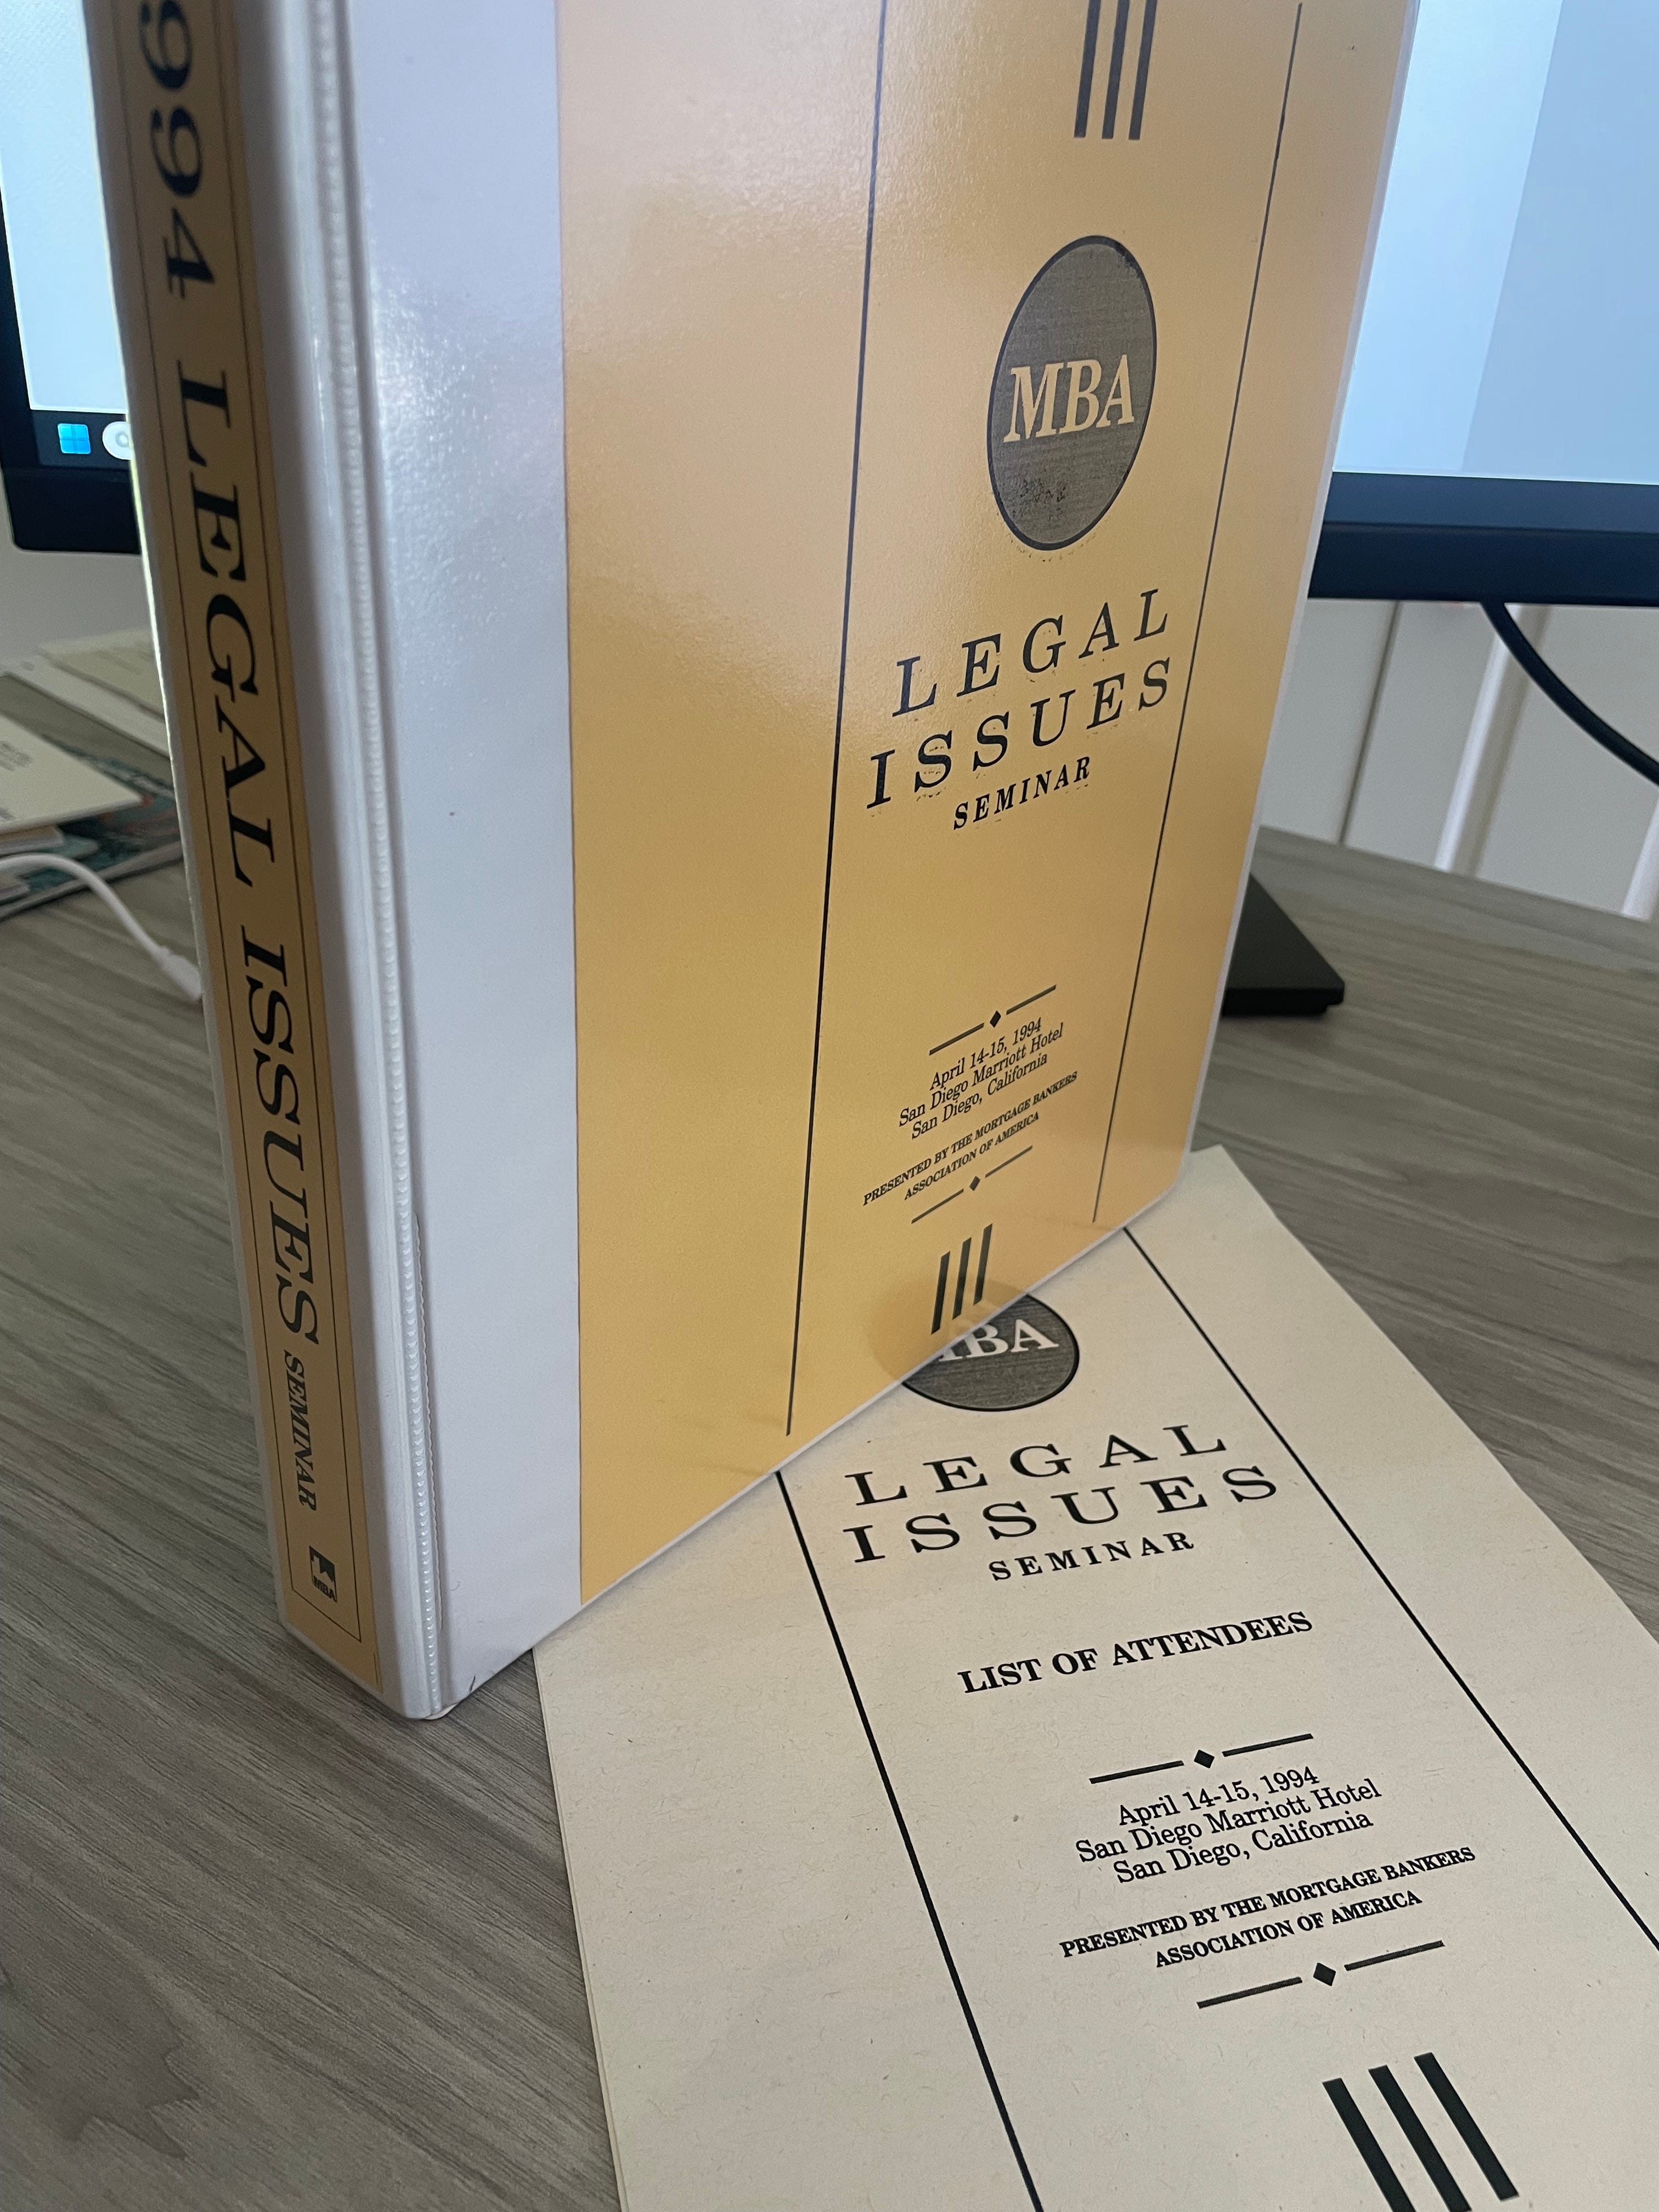 994 LEGAL ISSUES SEMINAR
MBA
MBA
LEGAL
ISSUES
SEMINAR
April 14-15, 1994
San Diego Marriott Hotel
San Diego, California
PRESENTED BY THE MORTGAGE BANKERS
ASSOCIATION OF AMERICA
BA
LEGAL
ISSUES
SEMINAR
LIST OF ATTENDEES
April 14-15, 1994
San Diego Marriott Hotel
San Diego, California
PRESENTED BY THE MORTGAGE BANKERS
ASSOCIATION OF AMERICA